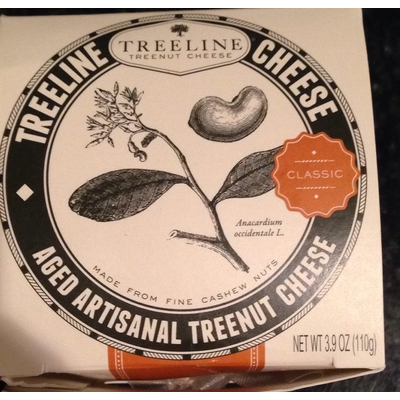 TREELINE
TREENUT CHEESE
TREELINE CHEESE
CLASSIC
Anacardium
occidentale L.
MADE FROM FINE CASHEW NUTS
AGED ARTISANAL TREENUT CHEESE
NET WT 3.9 OZ (110g)